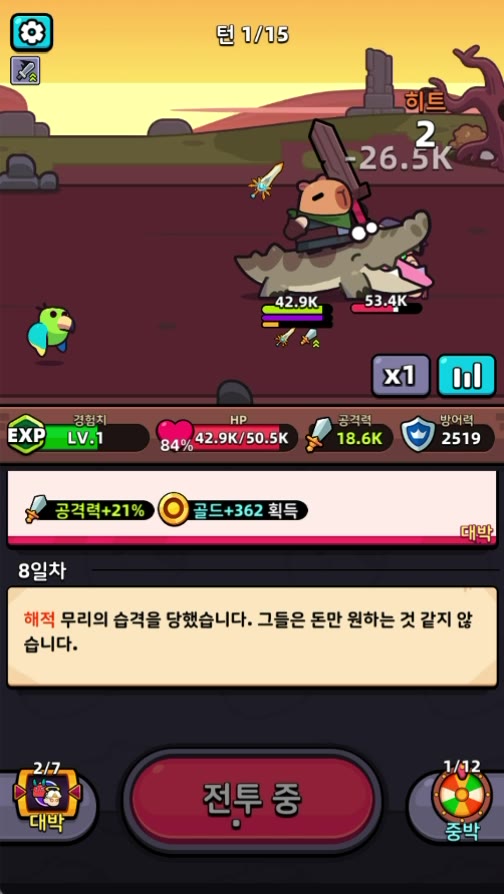 턴 1/15
히트
2
-26.5K
42.9K
53.4K
x1
경험치
EXP
LV.1
HP
84%
42.9K/50.5K
공격력
18.6K
방어력
2519
공격력+21%
골드+362 획득
대박
8일차
해적 무리의 습격을 당했습니다. 그들은 돈만 원하는 것 같지 않
습니다.
2/7
대박
전투 중
1/12
중박